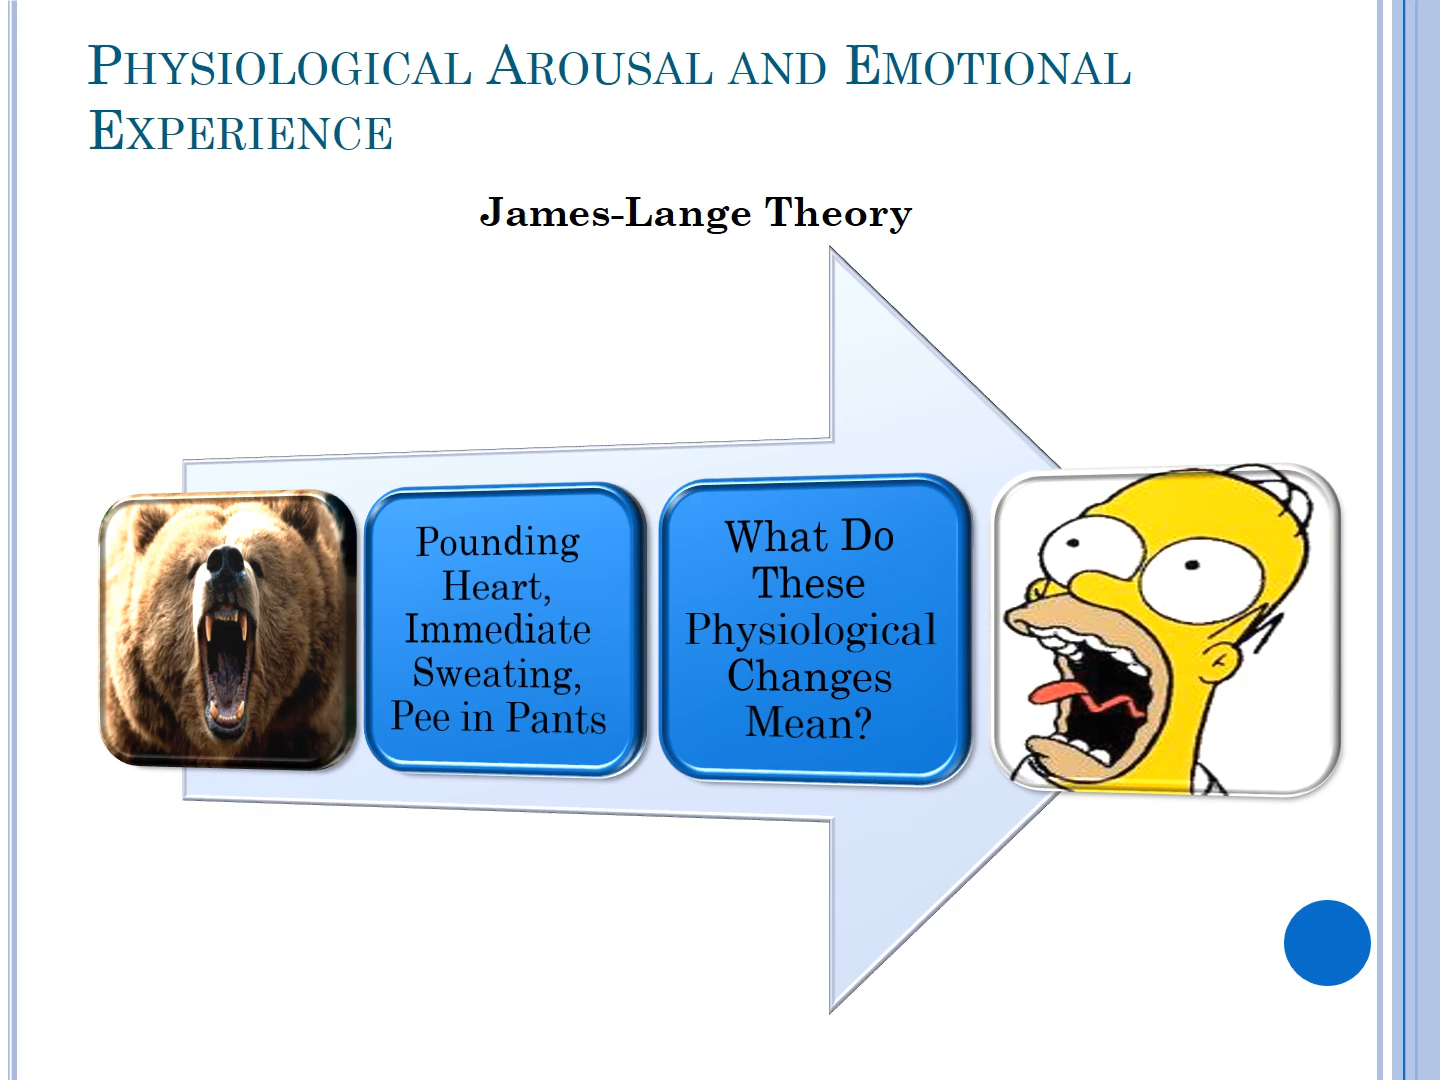 Physiological Arousal and Emotional
Experience
James-Lange Theory
Pounding
Heart,
Immediate
Sweating,
Pee in Pants
What Do
These
Physiological
Changes
Mean?